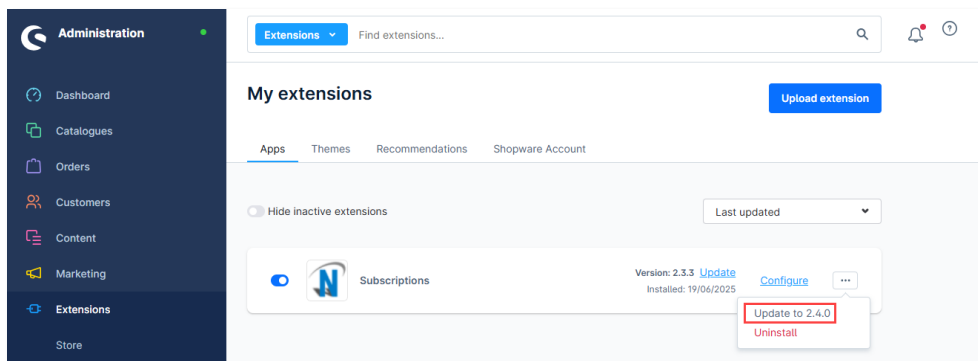 Administration
Extensions
Find extensions...
Dashboard
Catalogues
Orders
Customers
Content
Marketing
Extensions
Store
My extensions
Upload extension
Apps
Themes
Recommendations
Shopware Account
Hide inactive extensions
Last updated
N
Subscriptions
Version: 2.3.3 Update
Installed: 19/06/2025
Configure
...
Update to 2.4.0
Uninstall